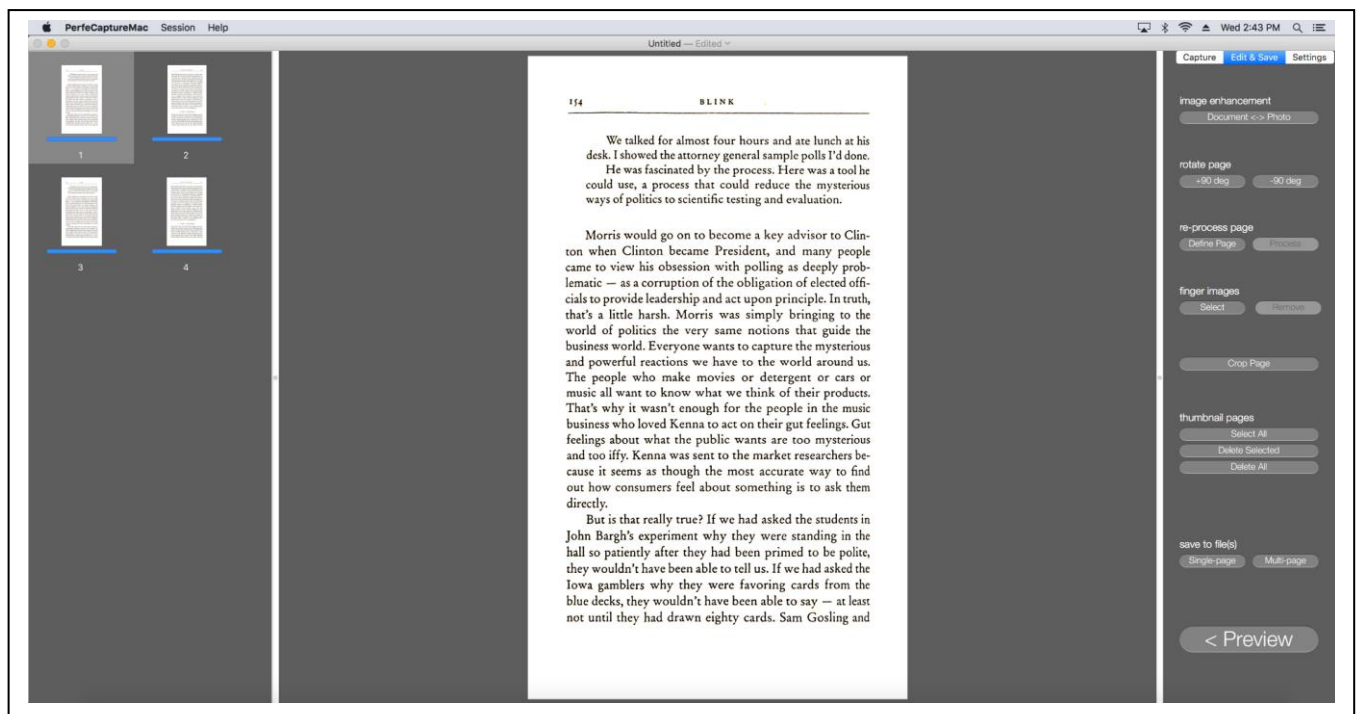 PerfeCaptureMac Session Help
Wed 2:43 PM
Untitled — Edited
Capture Edit & Save Settings
1
2
3
4
154 BLINK
We talked for almost four hours and ate lunch at his
desk. I showed the attorney general sample polls I'd done.
He was fascinated by the process. Here was a tool he
could use, a process that could reduce the mysterious
ways of politics to scientific testing and evaluation.
Morris would go on to become a key advisor to Clin-
ton when Clinton became President, and many people
came to view his obsession with polling as deeply prob-
lematic — as a corruption of the obligation of elected offi-
cials to provide leadership and act upon principle. In truth,
that's a little harsh. Morris was simply bringing to the
world of politics the very same notions that guide the
business world. Everyone wants to capture the mysterious
and powerful reactions we have to the world around us.
The people who make movies or detergent or cars or
music all want to know what we think of their products.
That's why it wasn't enough for the people in the music
business who loved Kenna to act on their gut feelings. Gut
feelings about what the public wants are too mysterious
and too iffy. Kenna was sent to the market researchers be-
cause it seems as though the most accurate way to find
out how consumers feel about something is to ask them
directly.
But is that really true? If we had asked the students in
John Bargh's experiment why they were standing in the
hall so patiently after they had been primed to be polite,
they wouldn't have been able to tell us. If we had asked the
Iowa gamblers why they were favoring cards from the
blue decks, they wouldn't have been able to say — at least
not until they had drawn eighty cards. Sam Gosling and
image enhancement
Document <-> Photo
rotate page
+90 deg -90 deg
re-process page
Define Page Process
finger images
Select Remove
Crop Page
thumbnail pages
Select All
Delete Selected
Delete All
save to file(s)
Single-page Multi-page
< Preview